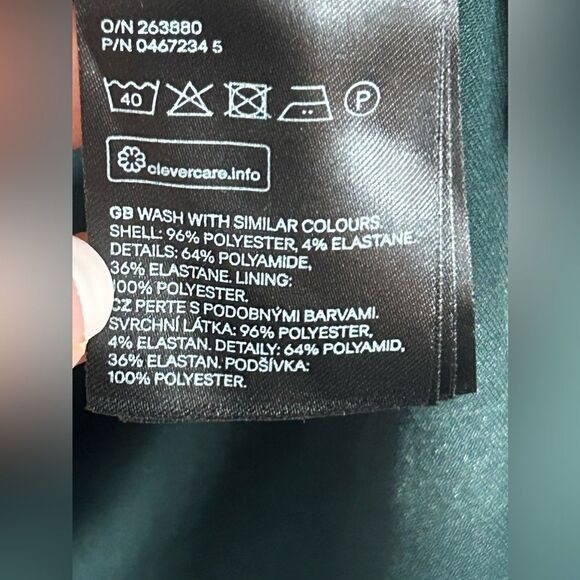 O/N 263880
P/N 0467234 5
40 P
clevercare.info
GB WASH WITH SIMILAR COLOURS.
SHELL: 96% POLYESTER, 4% ELASTANE.
DETAILS: 64% POLYAMIDE,
36% ELASTANE. LINING:
100% POLYESTER.
CZ PERTE S PODOBNÝMI BARVAMI.
SVRCHNÍ LÁTKA: 96% POLYESTER,
4% ELASTAN. DETAILY: 64% POLYAMID,
36% ELASTAN. PODŠÍVKA:
100% POLYESTER.